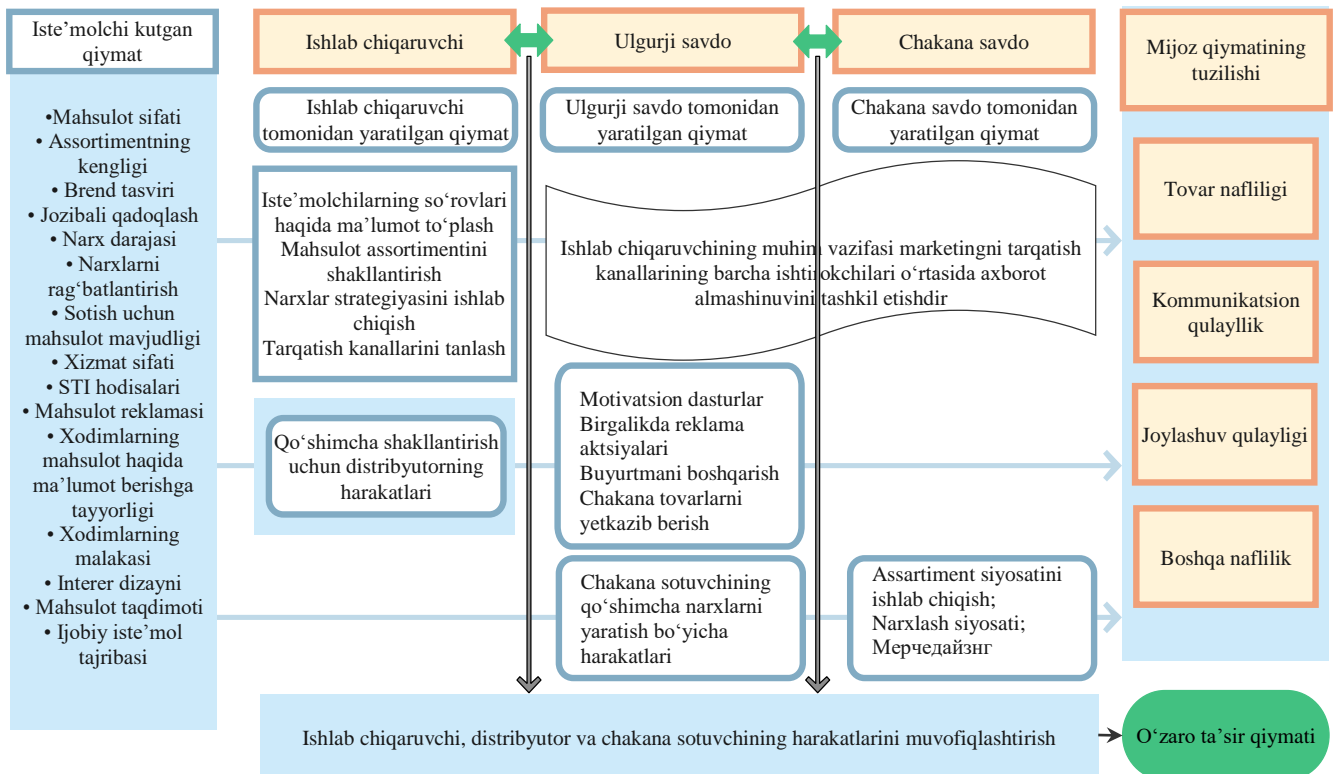 Iste’molchi kutgan
qiymat
Ishlab chiqaruvchi
Ulgurji savdo
Chakana savdo
Mijoz qiymatining
tuzilishi
•Mahsulot sifati
• Assortimentning
kengligi
• Brend tasviri
• Jozibali qadoqlash
• Narx darajasi
• Narxlarni
rag‘batlantirish
• Sotish uchun
mahsulot mavjudligi
• Xizmat sifati
• STI hodisalari
• Mahsulot reklamasi
• Xodimlarning
mahsulot haqida
ma’lumot berishga
tayyorligi
• Xodimlarning
malakasi
• Interer dizayni
• Mahsulot taqdimoti
• Ijobiy iste’mol
tajribasi
Ishlab chiqaruvchi
tomonidan yaratilgan qiymat
Ulgurji savdo tomonidan
yaratilgan qiymat
Chakana savdo tomonidan
yaratilgan qiymat
Iste’molchilarning so‘rovlari
haqida ma’lumot to‘plash
Mahsulot assortimentini
shakllantirish
Narxlar strategiyasini ishlab
chiqish
Tarqatish kanallarini tanlash
Ishlab chiqaruvchining muhim vazifasi marketingni tarqatish
kanallarining barcha ishtirokchilari o‘rtasida axborot
almashinuvini tashkil etishdir
Qo‘shimcha shakllantirish
uchun distribyutorning
harakatlari
Motivatsion dasturlar
Birgalikda reklama
aktsiyalari
Buyurtmani boshqarish
Chakana tovarlarni
yetkazib berish
Chakana sotuvchining
qo‘shimcha narxlarni
yaratish bo‘yicha
harakatlari
Assartiment siyosatini
ishlab chiqish;
Narxlash siyosati;
Мерчедайзнг
Tovar nafliligi
Kommunikatsion
qulayllik
Joylashuv qulayligi
Boshqa naflilik
Ishlab chiqaruvchi, distribyutor va chakana sotuvchining harakatlarini muvofiqlashtirish
O‘zaro ta’sir qiymati